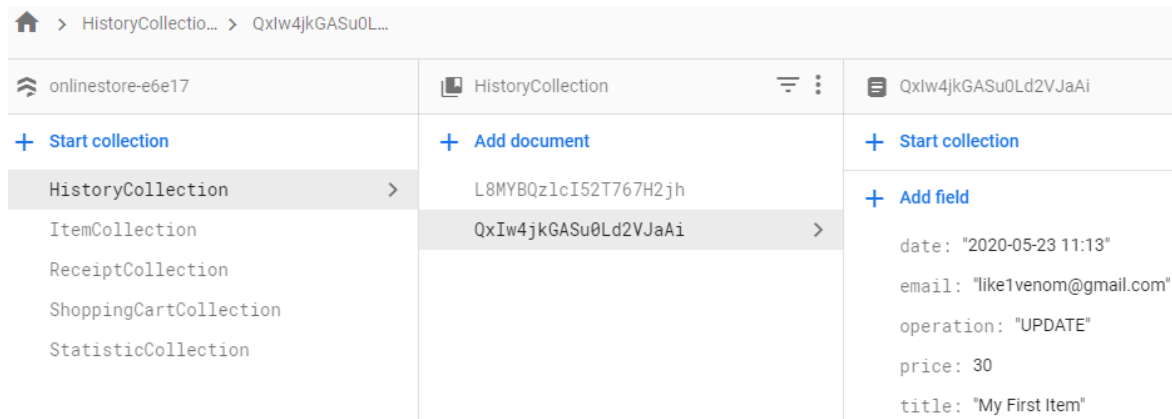 HistoryCollectio... > QxIw4jkGASu0L...
onlinestore-e6e17
HistoryCollection
QxIw4jkGASu0Ld2VJaAi
+ Start collection
+ Add document
+ Start collection
HistoryCollection
ItemCollection
ReceiptCollection
ShoppingCartCollection
StatisticCollection
L8MYBQzlcI52T767H2jh
QxIw4jkGASu0Ld2VJaAi
+ Add field
date: "2020-05-23 11:13"
email: "like1venom@gmail.com"
operation: "UPDATE"
price: 30
title: "My First Item"